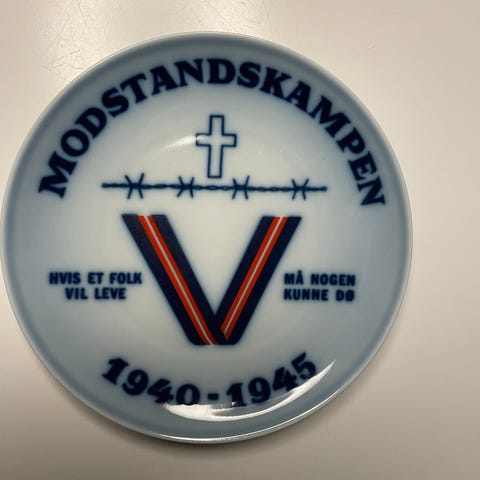 MODSTANDSKAMPEN
V
HVIS ET FOLK
VIL LEVE
MÅ NOGEN
KUNNE DØ
1940-1945